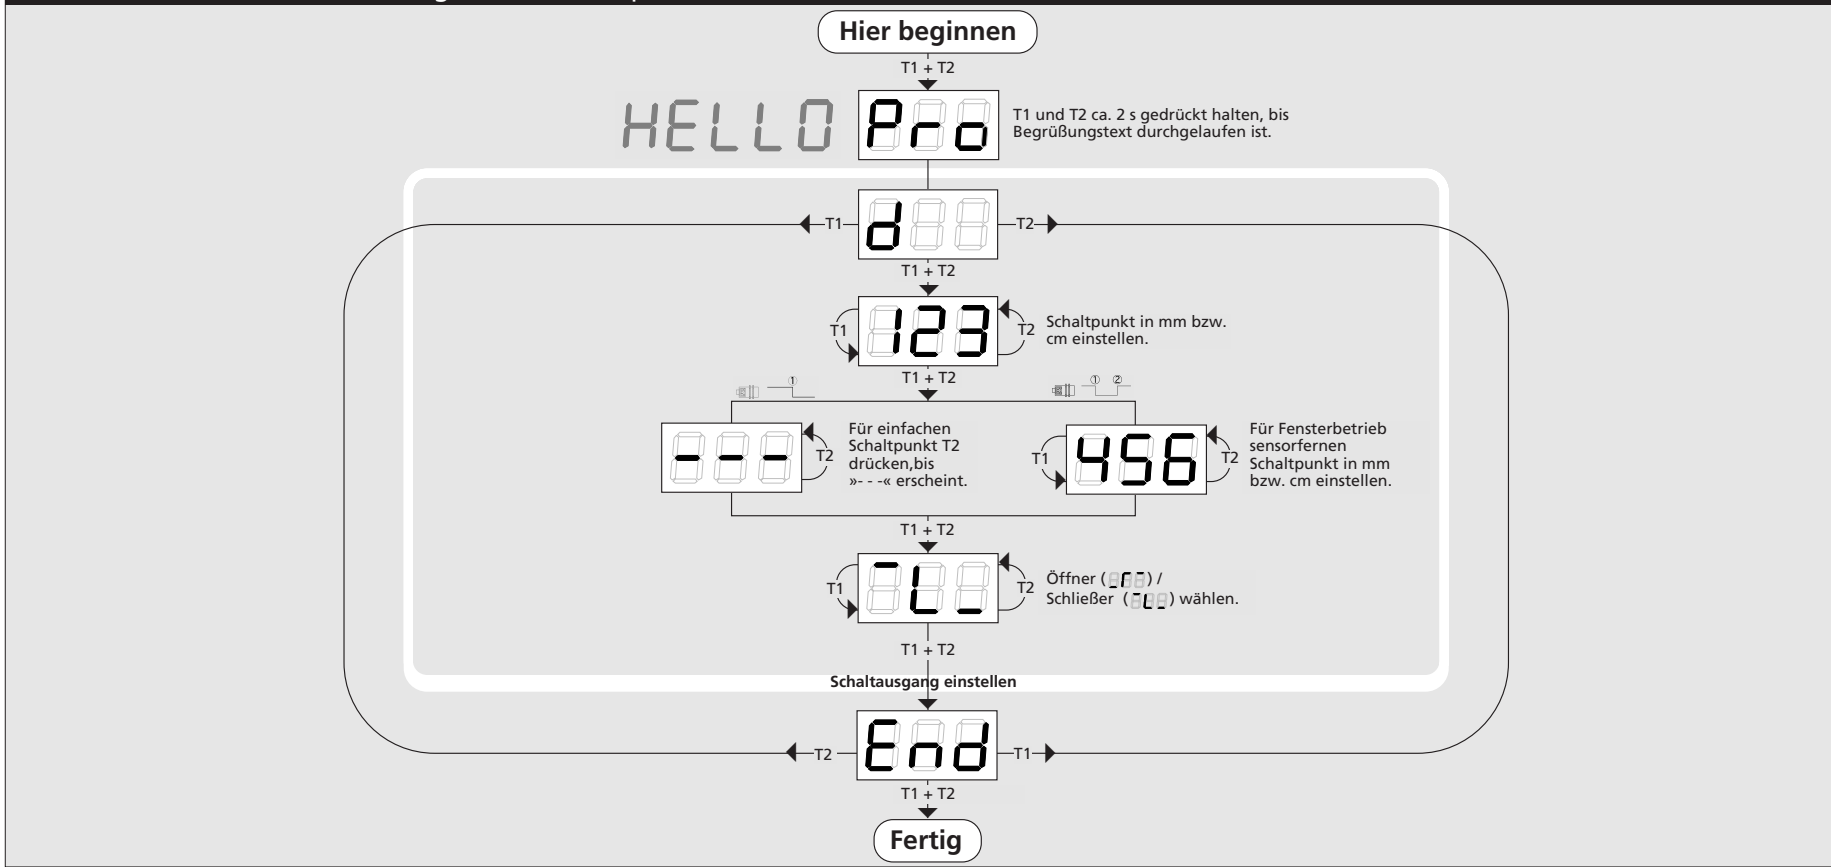 Hier beginnen
T1 + T2
HELLO Pro
T1 und T2 ca. 2 s gedrückt halten, bis
Begrüßungstext durchgelaufen ist.
T1 d T2
T1 + T2
T1 123 T2
Schaltpunkt in mm bzw.
cm einstellen.
T1 + T2
①
① ②
--- T2
Für einfachen
Schaltpunkt T2
drücken,bis
»- - -« erscheint.
T1 456 T2
Für Fensterbetrieb
sensorfernen
Schaltpunkt in mm
bzw. cm einstellen.
T1 + T2
T1 T2
Öffner ( ) /
Schließer ( ) wählen.
T1 + T2
Schaltausgang einstellen
T2 End T1
T1 + T2
Fertig